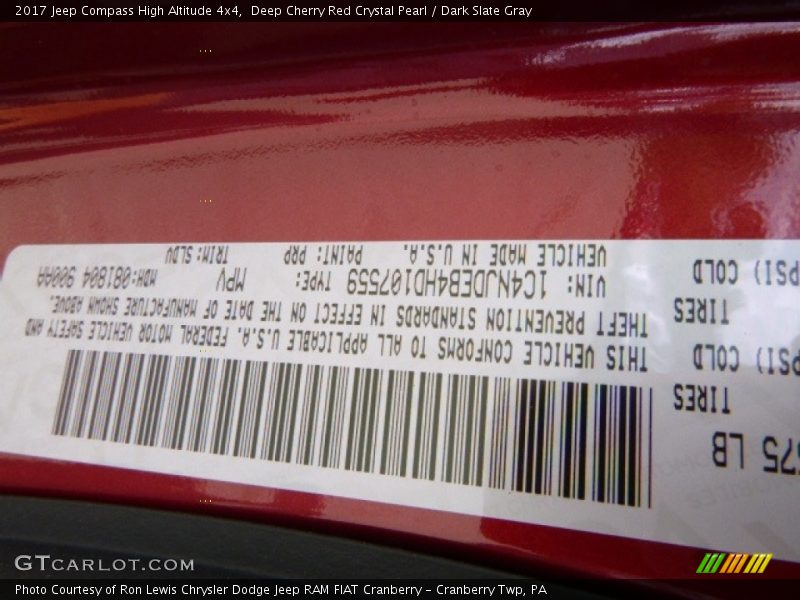 2017 Jeep Compass High Altitude 4x4, Deep Cherry Red Crystal Pearl / Dark Slate Gray
575 LB
TIRES
PSI) COLD
TIRES
PSI) COLD
THIS VEHICLE CONFORMS TO ALL APPLICABLE U.S.A. FEDERAL MOTOR VEHICLE SAFETY AND
THEFT PREVENTION STANDARDS IN EFFECT ON THE DATE OF MANUFACTURE SHOWN ABOVE.
VIN: 1C4NJDEB4HD107559 TYPE: MPV MDH:081804 900AA
VEHICLE MADE IN U.S.A. PAINT: PRP TRIM: SLDV
GTCARLOT.COM
Photo Courtesy of Ron Lewis Chrysler Dodge Jeep RAM FIAT Cranberry – Cranberry Twp, PA